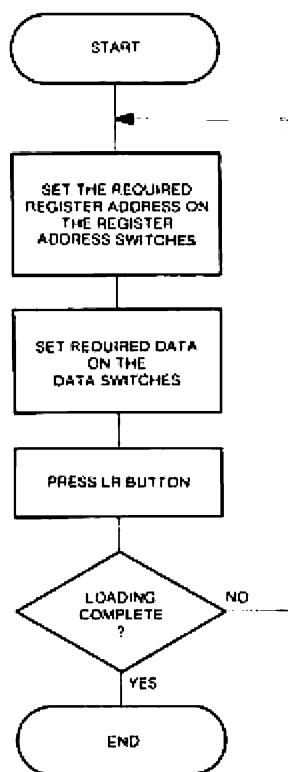 START
SET THE REQUIRED
REGISTER ADDRESS ON
THE REGISTER
ADDRESS SWITCHES
SET REQUIRED DATA
ON THE
DATA SWITCHES
PRESS LR BUTTON
LOADING
COMPLETE
?
NO
YES
END